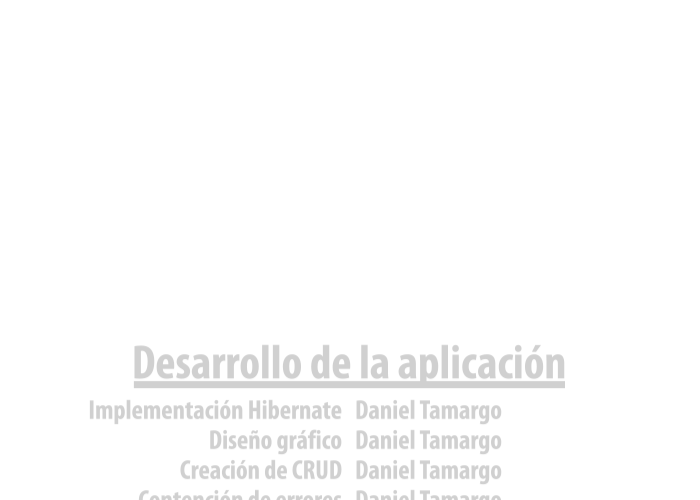 Desarrollo de la aplicación
Implementación Hibernate Daniel Tamargo
Diseño gráfico Daniel Tamargo
Creación de CRUD Daniel Tamargo
Contención de errores Daniel Tamargo